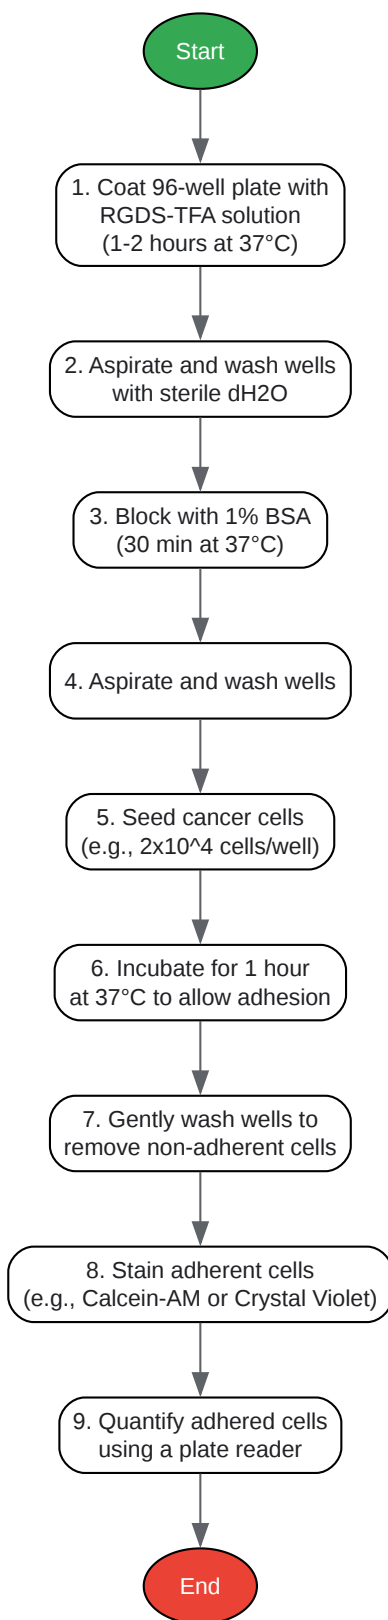 Start
1. Coat 96-well plate with
RGDS-TFA solution
(1-2 hours at 37°C)
2. Aspirate and wash wells
with sterile dH2O
3. Block with 1% BSA
(30 min at 37°C)
4. Aspirate and wash wells
5. Seed cancer cells
(e.g., 2x10^4 cells/well)
6. Incubate for 1 hour
at 37°C to allow adhesion
7. Gently wash wells to
remove non-adherent cells
8. Stain adherent cells
(e.g., Calcein-AM or Crystal Violet)
9. Quantify adhered cells
using a plate reader
End